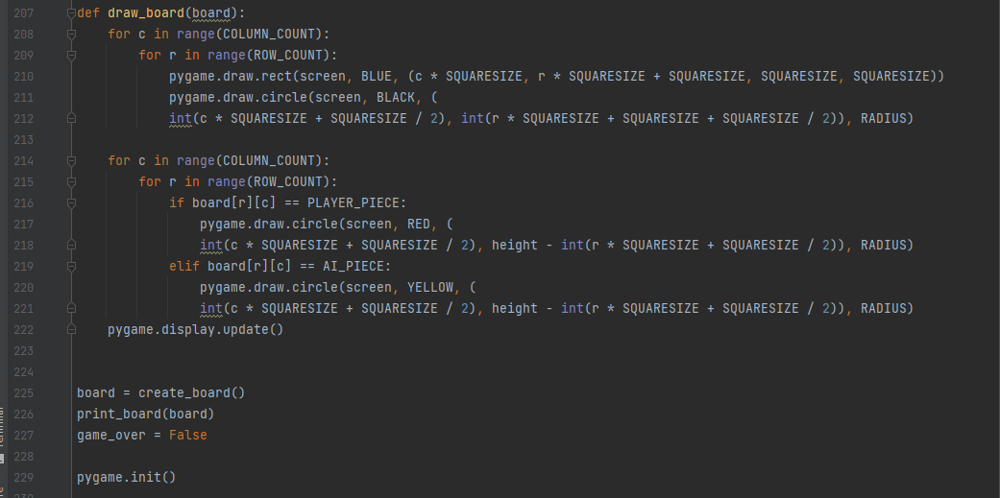 207 def draw_board(board):
208 for c in range(COLUMN_COUNT):
209 for r in range(ROW_COUNT):
210 pygame.draw.rect(screen, BLUE, (c * SQUARESIZE, r * SQUARESIZE + SQUARESIZE, SQUARESIZE, SQUARESIZE))
211 pygame.draw.circle(screen, BLACK, (
212 int(c * SQUARESIZE + SQUARESIZE / 2), int(r * SQUARESIZE + SQUARESIZE + SQUARESIZE / 2)), RADIUS)
213
214 for c in range(COLUMN_COUNT):
215 for r in range(ROW_COUNT):
216 if board[r][c] == PLAYER_PIECE:
217 pygame.draw.circle(screen, RED, (
218 int(c * SQUARESIZE + SQUARESIZE / 2), height - int(r * SQUARESIZE + SQUARESIZE / 2)), RADIUS)
219 elif board[r][c] == AI_PIECE:
220 pygame.draw.circle(screen, YELLOW, (
221 int(c * SQUARESIZE + SQUARESIZE / 2), height - int(r * SQUARESIZE + SQUARESIZE / 2)), RADIUS)
222 pygame.display.update()
223
224
225 board = create_board()
226 print_board(board)
227 game_over = False
228
229 pygame.init()